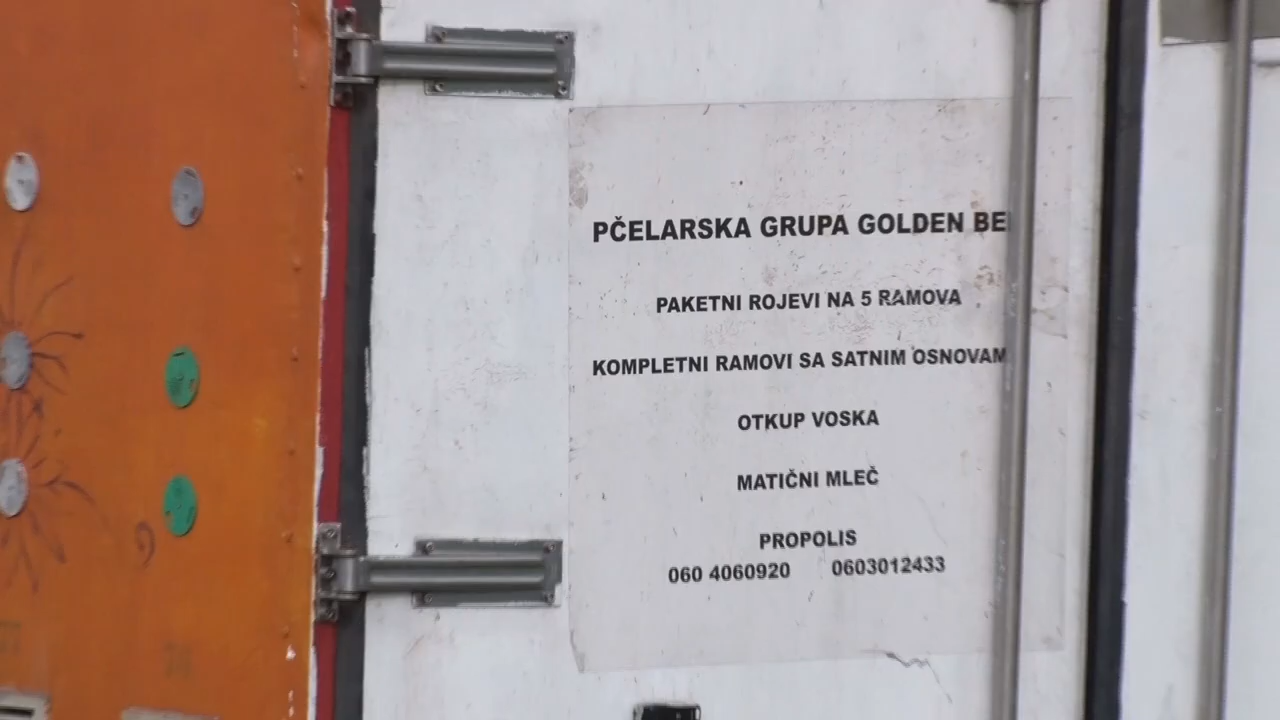 PČELARSKA GRUPA GOLDEN
PAKETNI ROJEVI NA 5 RAMOVA
KOMPLETNI RAMOVI SA SATNIM
OTKUP VOSKA
MATIČNI MLEČ
PROPOLIS
060 4060920 0603012433